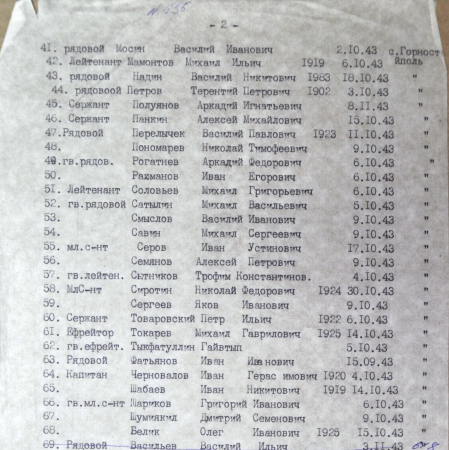 - 2 -
41. рядовой Мосин Василий Иванович 2.10.43 с.Горност
42. Лейтенант Мамонтов Михаил Ильич 1919 6.10.43 йполь
43. рядовой Надин Василий Никитович 1983 18.10.43 "
44. рядовоой Петров Терентий Петрович 1902 3.10.43 "
45. Сержант Полуянов Аркадий Игнатьевич 8.11.43 "
46. Сержант Панкин Алексей Михайлович 15.10.43 "
47.Рядовой Перелычек Василий Павлович 1923 11.10.43 "
48. Пономарев Николай Тимофеевич 9.10.43 "
49.гв.рядов. Рогатнев Аркадий Федорович 6.10.43 "
50. Рахманов Иван Егорович 6.10.43 "
51. Лейтенант Соловьев Михаил Григорьевич 6.10.43 "
52. гв.рядовой Сатылин Михаил Васильевич 5.10.43 "
53. Смыслов Василий Иванович 9.10.43 "
54. Савин Михаил Сергеевич 9.10.43 "
55. мл.с-нт Серов Иван Устинович 17.10.43 "
56. Семянов Алексей Петрович 9.10.43 "
57. гв.лейтен. Сытников Трофим Константинов. 4.10.43 "
58. МлС-нт Сиротин Николай Федорович 1924 30.10.43 "
59. Сергеев Яков Иванович 9.10.43 "
60. Сержант Товаровский Петр Ильич 1922 6.10.43 "
61. Ефрейтор Токарев Михаил Гаврилович 1925 14.10.43 "
62. гв.ефрейт. Тыкфатуллин Гайвтып 5.10.43 "
63. Рядовой Фатьянов Иван Иванович 15.09.43 "
64. Капитан Черновалов Иван Герас имович 1920 4.10.43 "
65. Шабаев Иван Никитович 1919 14.10.43 "
66. гв.мл.с-нт Шариков Григорий Иванович 6.10.43 "
67. Шумянкил Дмитрий Семенович 9.10.43 "
68. Белик Олег Иванович 1925 15.10.43 "
69. Рядовой Васильев Василий Ильич 3.11.43